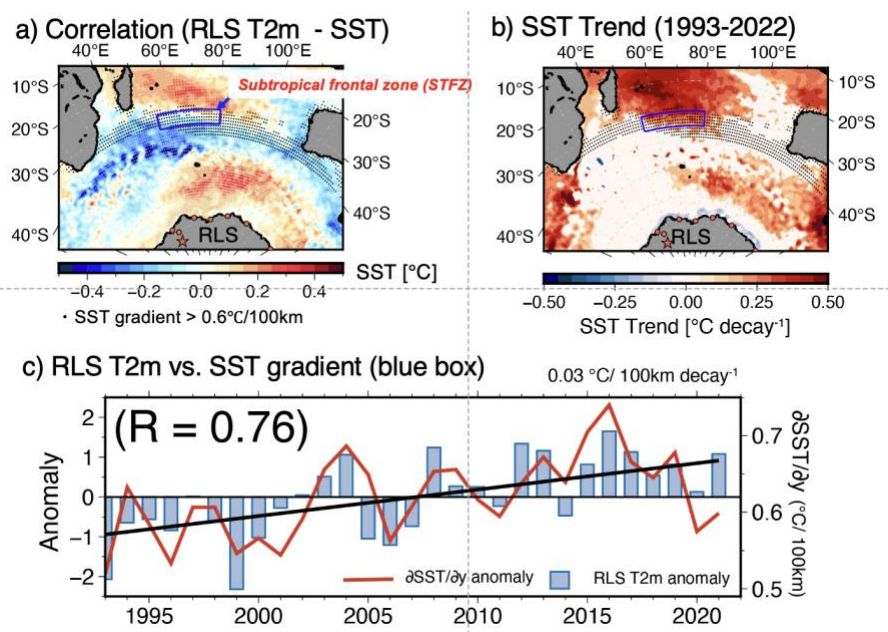 a) Correlation (RLS T2m - SST)
40°E 60°E 80°E 100°E
Subtropical frontal zone (STFZ)
10°S
20°S
30°S
40°S
20°S
30°S
40°S
RLS
−0.4 −0.2 0.0 0.2 0.4
SST [°C]
· SST gradient > 0.6℃/100km
b) SST Trend (1993-2022)
40°E 60°E 80°E 100°E
10°S
20°S
30°S
40°S
10°S
20°S
30°S
40°S
RLS
−0.50 −0.25 0.00 0.25 0.50
SST Trend [°C decay⁻¹]
c) RLS T2m vs. SST gradient (blue box)
0.03 °C/ 100km decay⁻¹
(R = 0.76)
Anomaly
2
1
0
−1
−2
0.7
0.6
0.5
∂SST/∂y (°C/ 100km)
∂SST/∂y anomaly
RLS T2m anomaly
1995 2000 2005 2010 2015 2020